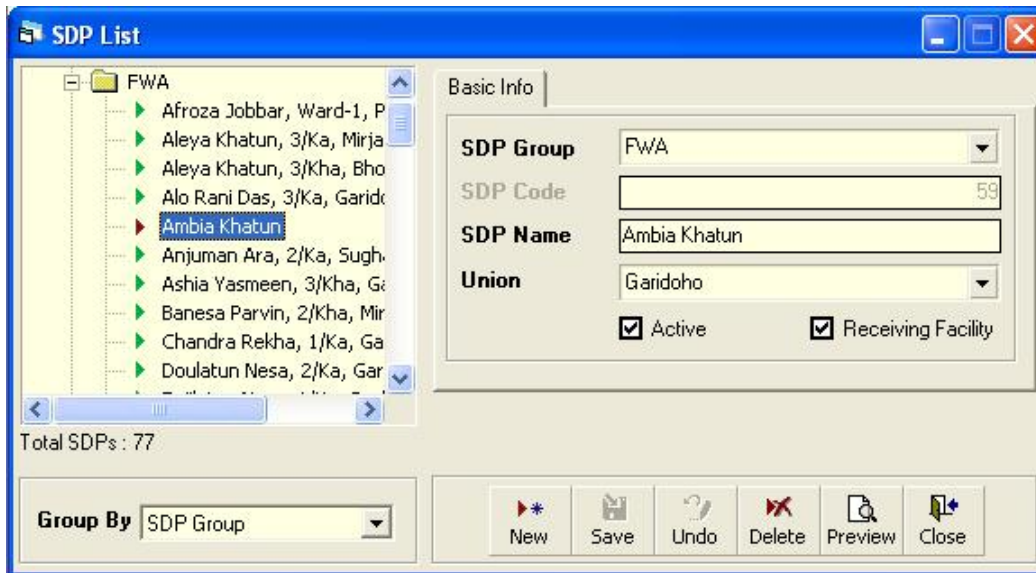 SDP List
FWA
Afroza Jobbar, Ward-1, P
Aleya Khatun, 3/Ka, Mirja
Aleya Khatun, 3/Kha, Bho
Alo Rani Das, 3/Ka, Garido
Ambia Khatun
Anjuman Ara, 2/Ka, Sugh
Ashia Yasmeen, 3/Kha, Ga
Banesa Parvin, 2/Kha, Mir
Chandra Rekha, 1/Ka, Ga
Doulatun Nesa, 2/Ka, Gar
Total SDPs : 77
Group By SDP Group
Basic Info
SDP Group FWA
SDP Code 59
SDP Name Ambia Khatun
Union Garidoho
Active Receiving Facility
New Save Undo Delete Preview Close